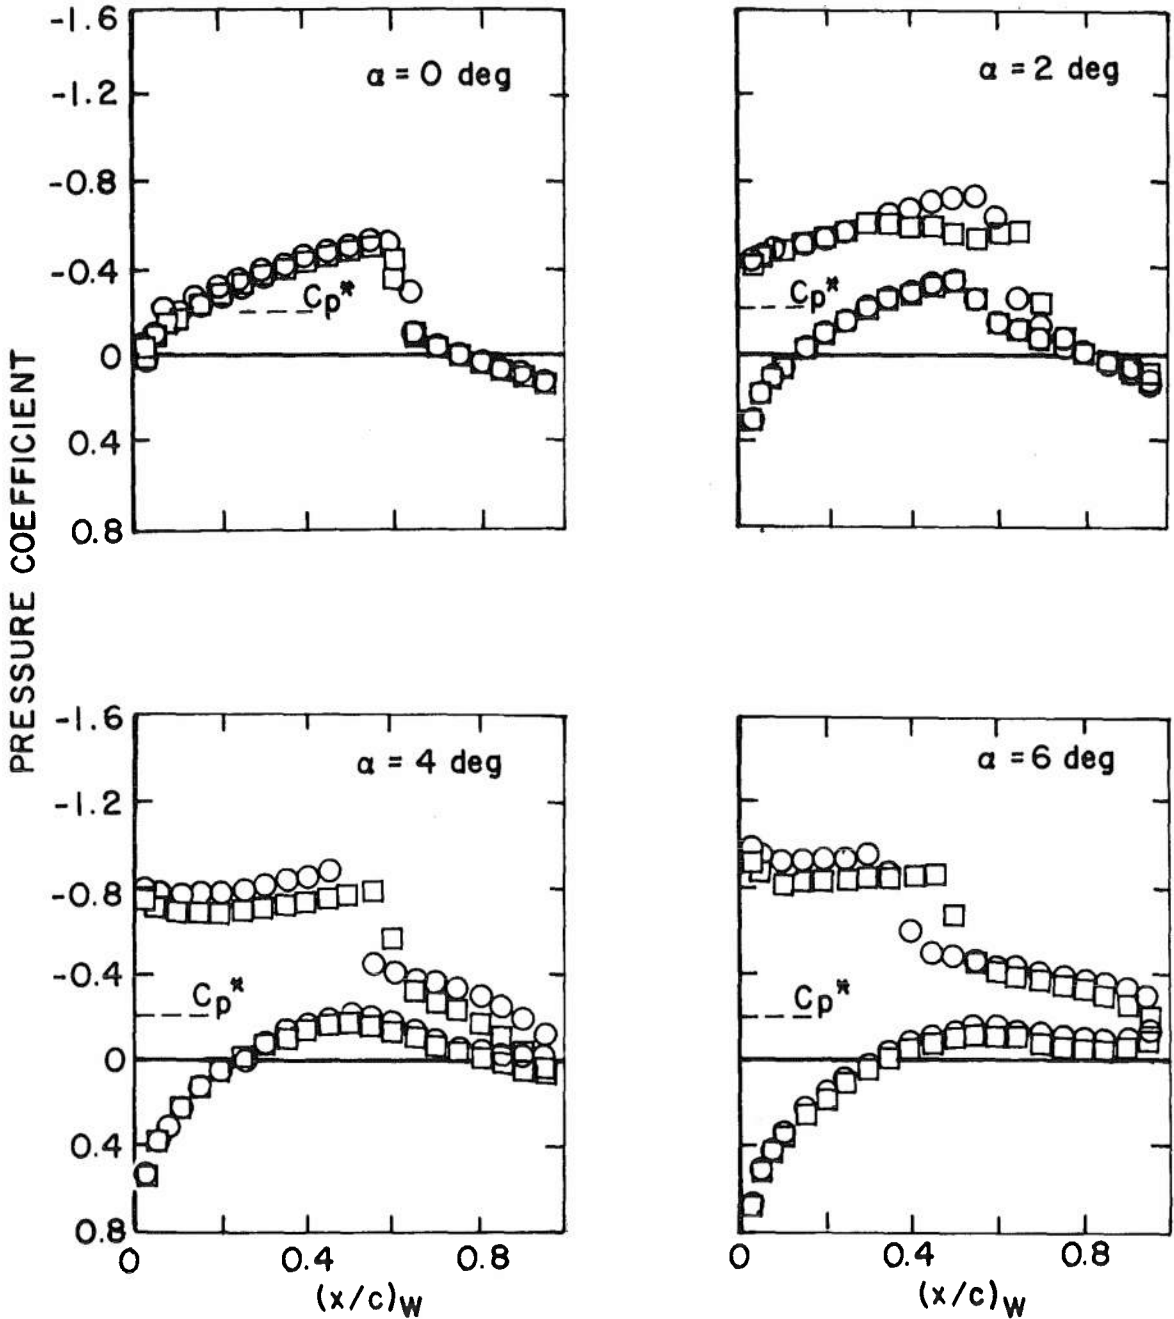 PRESSURE COEFFICIENT
-1.6
-1.2
-0.8
-0.4
0
0.4
0.8
α = 0 deg
Cp*
α = 2 deg
Cp*
-1.6
-1.2
-0.8
-0.4
0
0.4
0.8
α = 4 deg
Cp*
0 0.4 0.8
(x/c)W
α = 6 deg
Cp*
0 0.4 0.8
(x/c)W